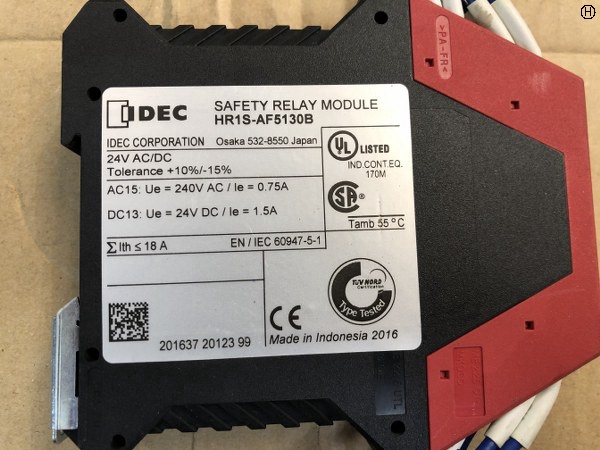 H
>PA-FR<
IDEC
SAFETY RELAY MODULE
HR1S-AF5130B
IDEC CORPORATION Osaka 532-8550 Japan
24V AC/DC
Tolerance +10%/-15%
AC15: Ue = 240V AC / Ie = 0.75A
DC13: Ue = 24V DC / Ie = 1.5A
Σ Ith ≤ 18 A
EN / IEC 60947-5-1
UL LISTED
IND.CONT.EQ.
170M
SA
Tamb 55°C
TÜV NORD
Certification
Type Tested
CE
201637 20123 99
Made in Indonesia 2016